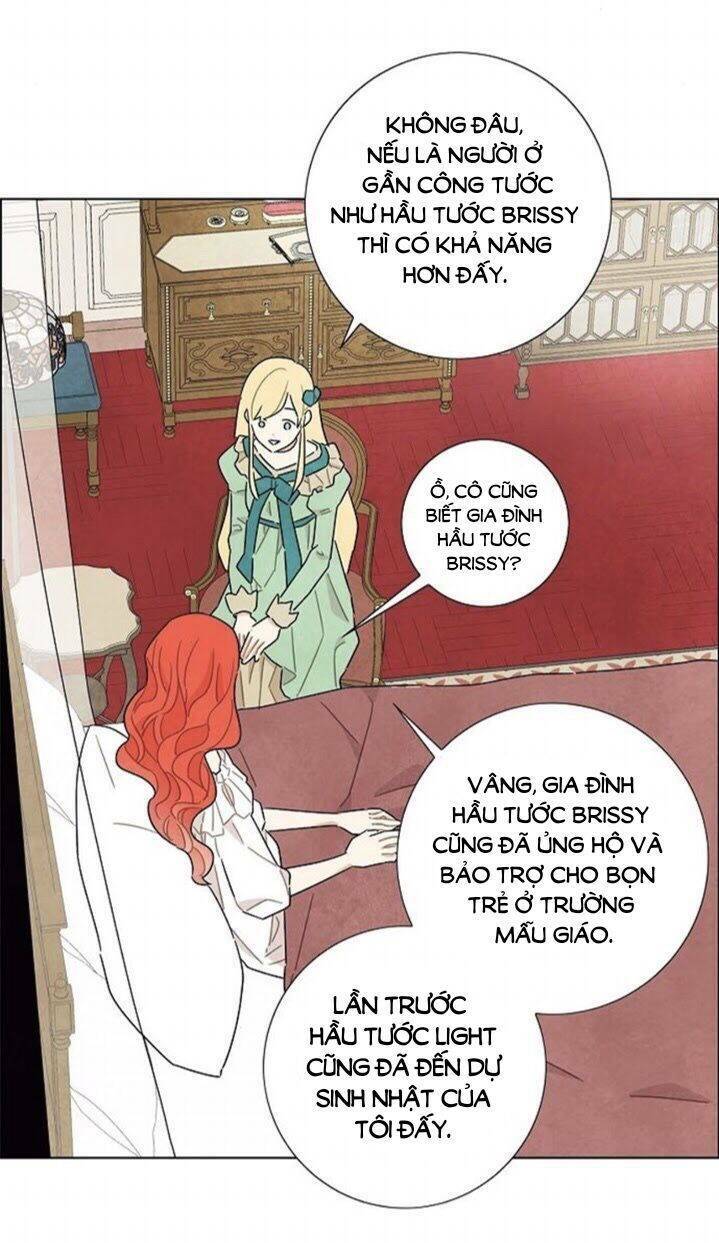 KHÔNG ĐÂU,
NẾU LÀ NGƯỜI Ở
GẦN CÔNG TƯỚC
NHƯ HẦU TƯỚC BRISSY
THÌ CÓ KHẢ NĂNG
HƠN ĐẤY.
Ồ, CÔ CŨNG
BIẾT GIA ĐÌNH
HẦU TƯỚC
BRISSY?
VÂNG, GIA ĐÌNH
HẦU TƯỚC BRISSY
CŨNG ĐÃ ỦNG HỘ VÀ
BẢO TRỢ CHO BỌN
TRẺ Ở TRƯỜNG
MẪU GIÁO.
LẦN TRƯỚC
HẦU TƯỚC LIGHT
CŨNG ĐÃ ĐẾN DỰ
SINH NHẬT CỦA
TÔI ĐẤY.